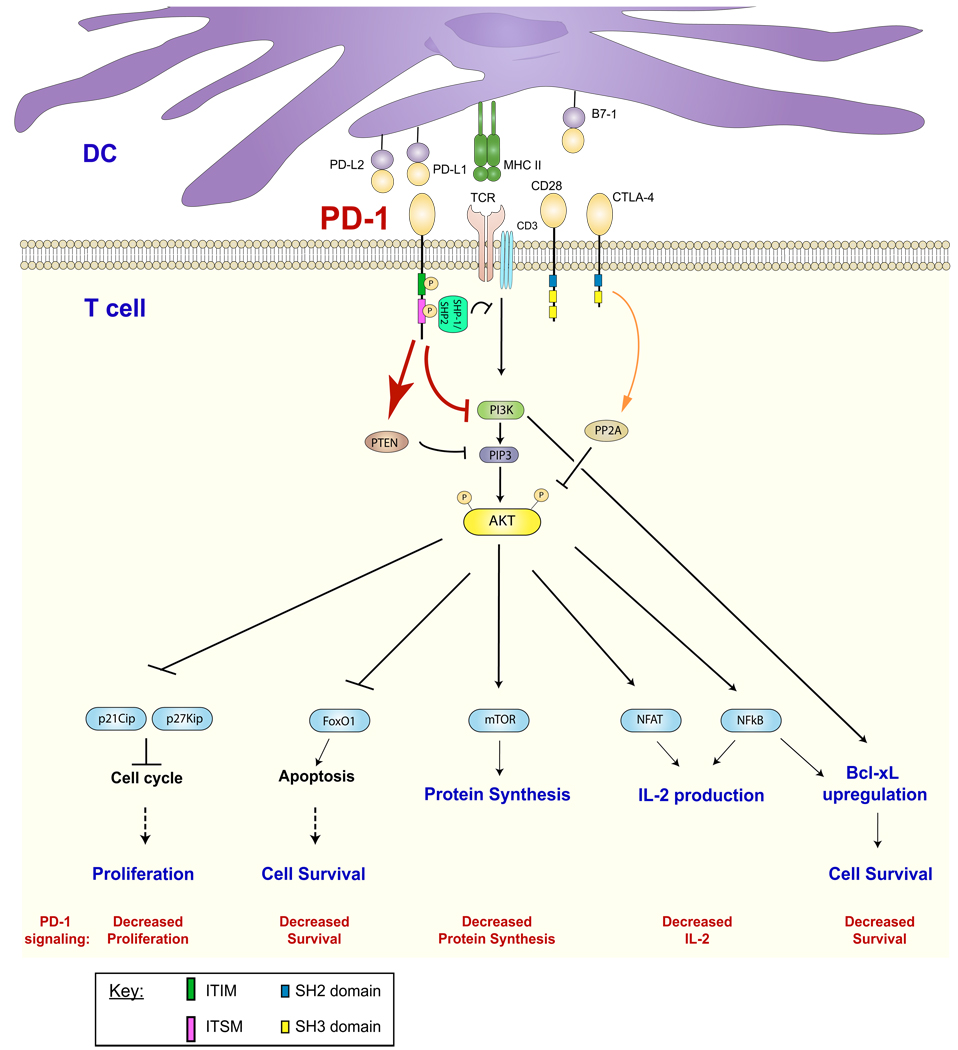 B7-1
DC
PD-L2
PD-L1
MHC II
CD28
TCR
CTLA-4
PD-1
CD3
T cell
P
P
SHP-1/
SHP2
PI3K
PTEN
PP2A
PIP3
P
P
AKT
p21Cip
p27Kip
FoxO1
mTOR
NFAT
NFkB
Cell cycle
Apoptosis
Protein Synthesis
IL-2 production
Bcl-xL
upregulation
Proliferation
Cell Survival
Cell Survival
PD-1
signaling:
Decreased
Proliferation
Decreased
Survival
Decreased
Protein Synthesis
Decreased
IL-2
Decreased
Survival
Key:
ITIM
SH2 domain
ITSM
SH3 domain